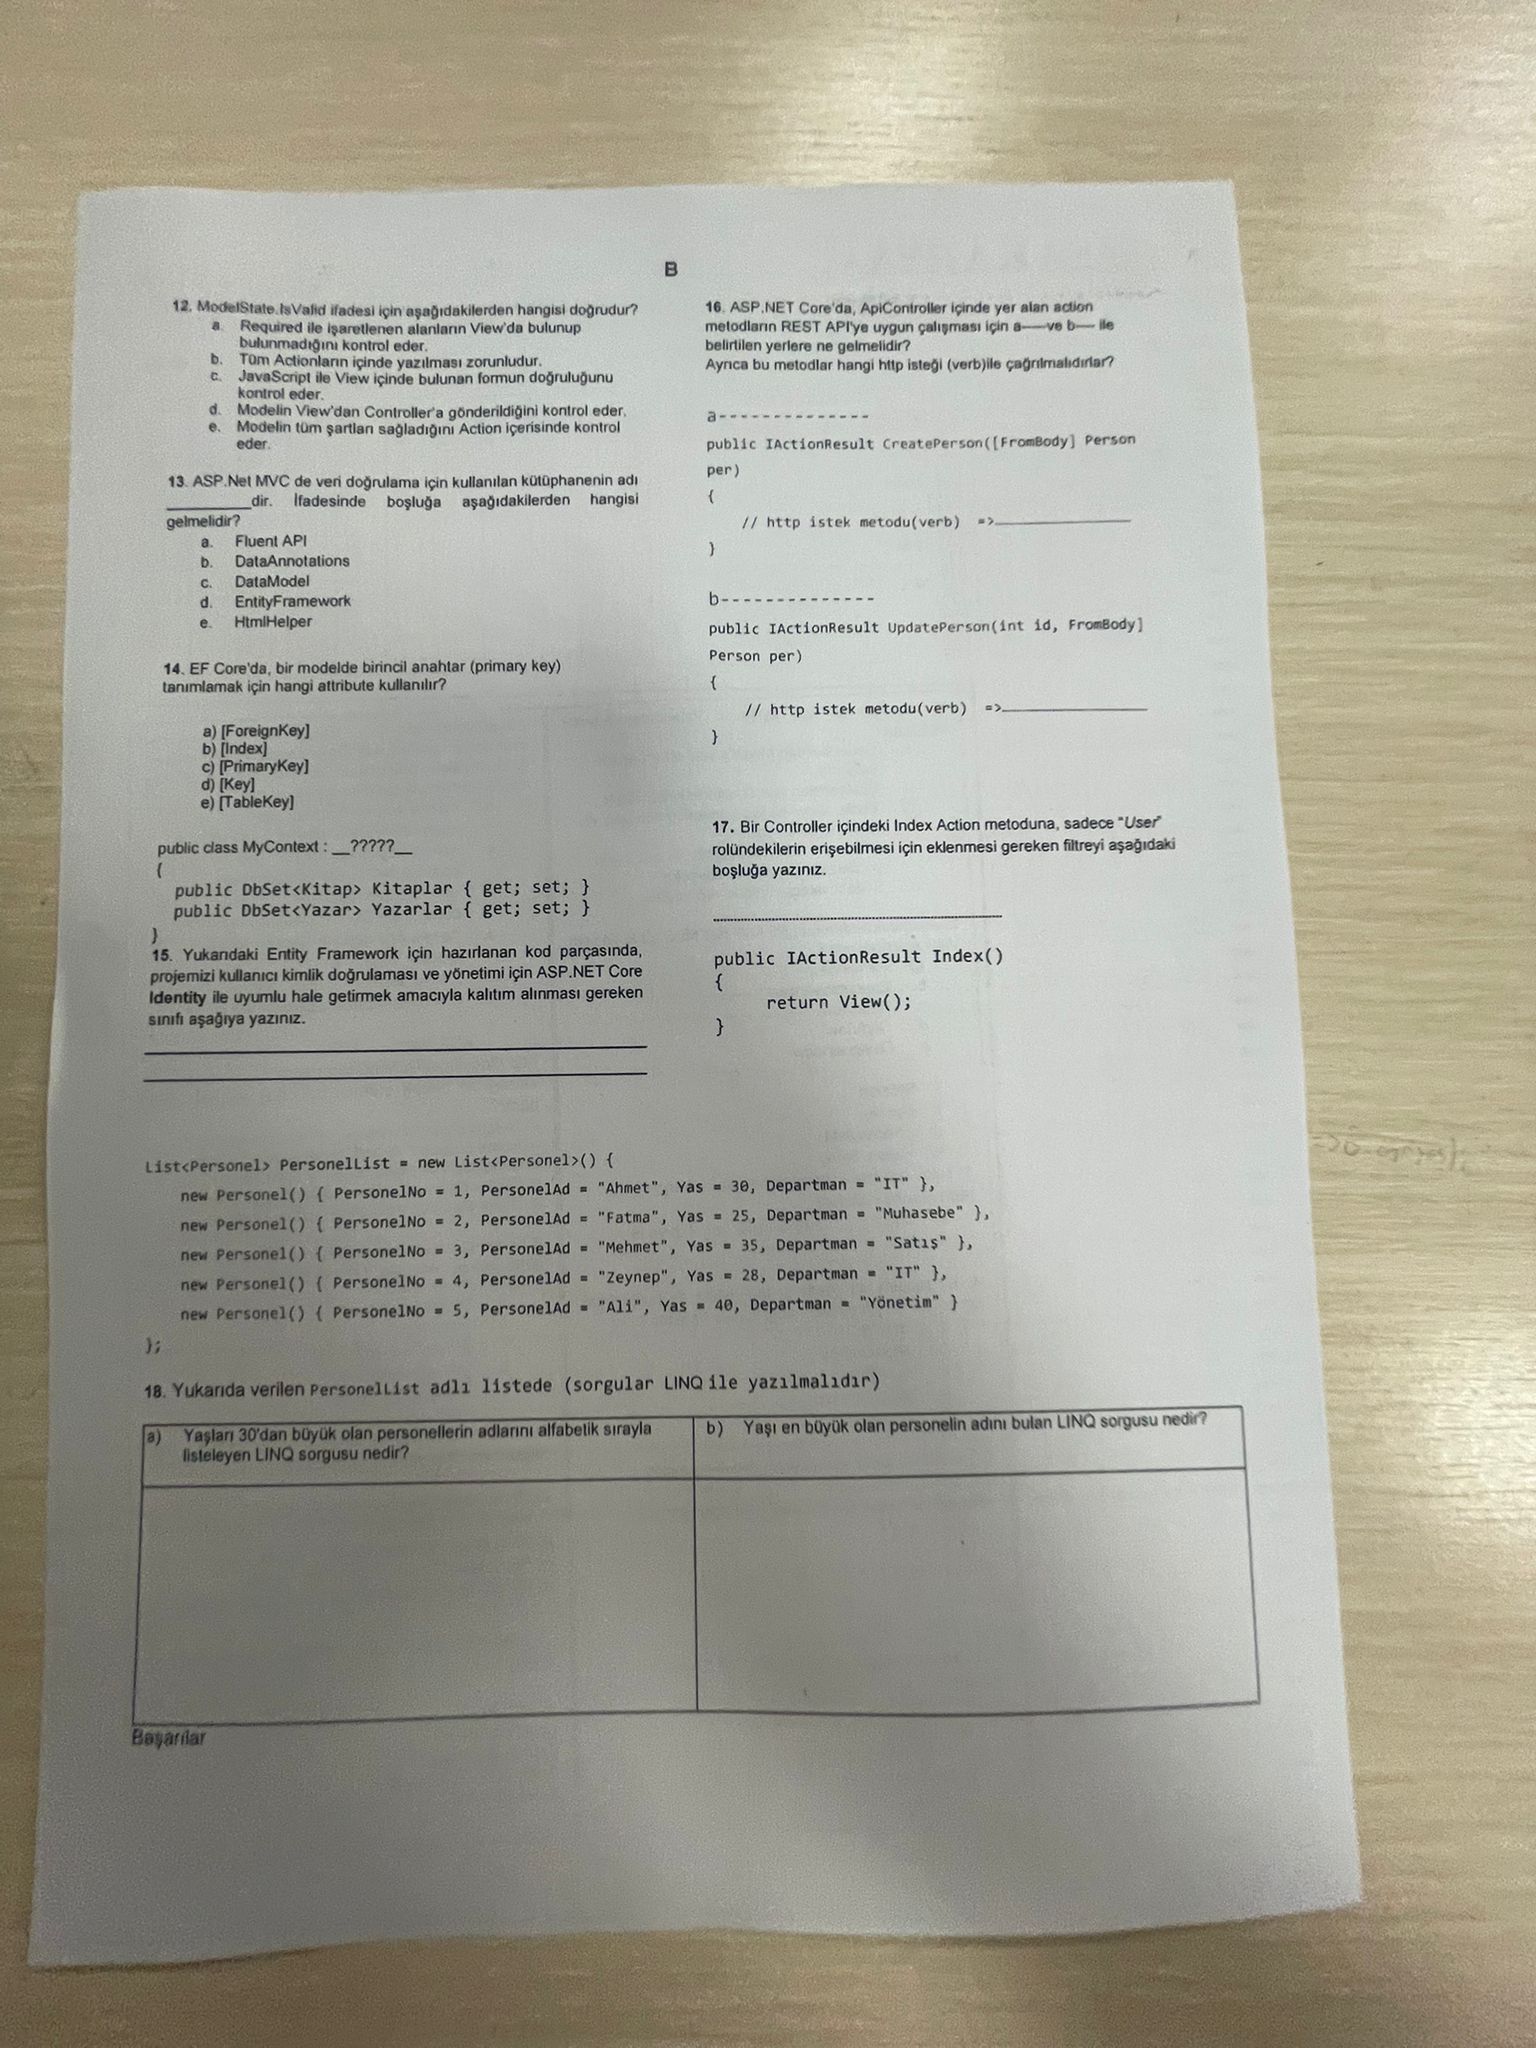 B
12. ModelState.IsValid ifadesi için aşağıdakilerden hangisi doğrudur?
a. Required ile işaretlenen alanların View'da bulunup
bulunmadığını kontrol eder.
b. Tüm Actionların içinde yazılması zorunludur.
c. JavaScript ile View içinde bulunan formun doğruluğunu
kontrol eder.
d. Modelin View'dan Controller'a gönderildiğini kontrol eder.
e. Modelin tüm şartları sağladığını Action içerisinde kontrol
eder.
13. ASP.Net MVC de veri doğrulama için kullanılan kütüphanenin adı
_________dir. İfadesinde boşluğa aşağıdakilerden hangisi
gelmelidir?
a. Fluent API
b. DataAnnotations
c. DataModel
d. EntityFramework
e. HtmlHelper
14. EF Core'da, bir modelde birincil anahtar (primary key)
tanımlamak için hangi attribute kullanılır?
a) [ForeignKey]
b) [Index]
c) [PrimaryKey]
d) [Key]
e) [TableKey]
public class MyContext : __?????__
{
public DbSet<Kitap> Kitaplar { get; set; }
public DbSet<Yazar> Yazarlar { get; set; }
}
15. Yukarıdaki Entity Framework için hazırlanan kod parçasında,
projemizi kullanıcı kimlik doğrulaması ve yönetimi için ASP.NET Core
Identity ile uyumlu hale getirmek amacıyla kalıtım alınması gereken
sınıfı aşağıya yazınız.
16. ASP.NET Core'da, ApiController içinde yer alan action
metodların REST API'ye uygun çalışması için a----ve b---- ile
belirtilen yerlere ne gelmelidir?
Ayrıca bu metodlar hangi http isteği (verb)ile çağrılmalıdırlar?
a--------------
public IActionResult CreatePerson([FromBody] Person
per)
{
// http istek metodu(verb) =>_______________
}
b--------------
public IActionResult UpdatePerson(int id, FromBody]
Person per)
{
// http istek metodu(verb) =>_______________
}
17. Bir Controller içindeki Index Action metoduna, sadece "User"
rolündekilerin erişebilmesi için eklenmesi gereken filtreyi aşağıdaki
boşluğa yazınız.
public IActionResult Index()
{
return View();
}
List<Personel> PersonelList = new List<Personel>() {
new Personel() { PersonelNo = 1, PersonelAd = "Ahmet", Yas = 30, Departman = "IT" },
new Personel() { PersonelNo = 2, PersonelAd = "Fatma", Yas = 25, Departman = "Muhasebe" },
new Personel() { PersonelNo = 3, PersonelAd = "Mehmet", Yas = 35, Departman = "Satış" },
new Personel() { PersonelNo = 4, PersonelAd = "Zeynep", Yas = 28, Departman = "IT" },
new Personel() { PersonelNo = 5, PersonelAd = "Ali", Yas = 40, Departman = "Yönetim" }
};
18. Yukarıda verilen PersonelList adlı listede (sorgular LINQ ile yazılmalıdır)
a) Yaşları 30'dan büyük olan personellerin adlarını alfabetik sırayla
listeleyen LINQ sorgusu nedir?
b) Yaşı en büyük olan personelin adını bulan LINQ sorgusu nedir?
Başarılar